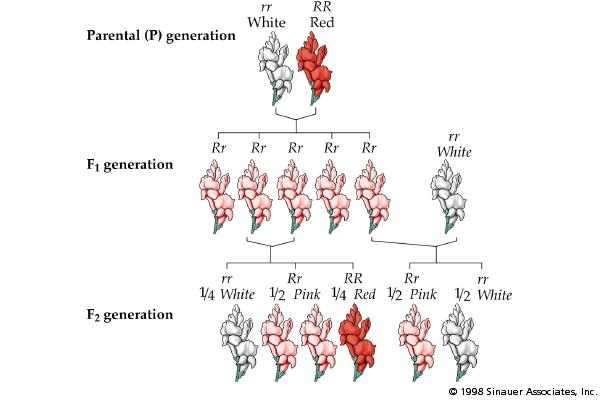 rr RR
White Red
Parental (P) generation
Rr Rr Rr Rr Rr
rr
White
F1 generation
rr Rr RR Rr rr
1/4 White 1/2 Pink 1/4 Red 1/2 Pink 1/2 White
F2 generation
© 1998 Sinauer Associates, Inc.